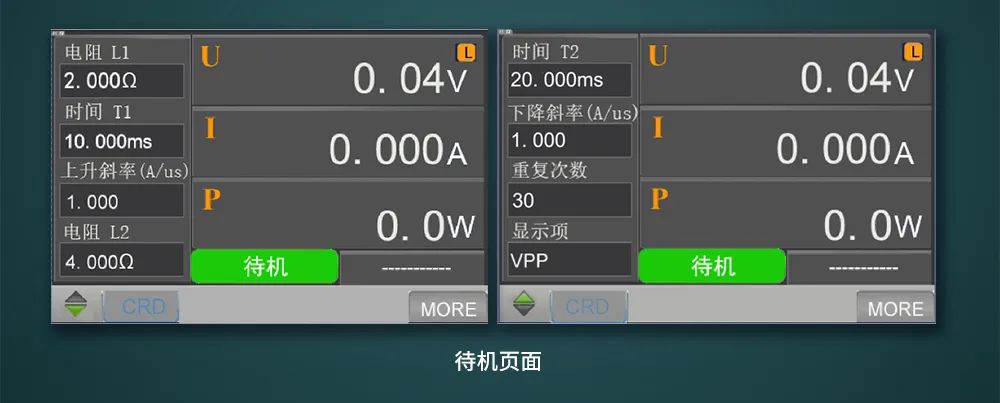 电阻 L1
2.000Ω
时间 T1
10.000ms
上升斜率(A/us)
1.000
电阻 L2
4.000Ω
U
L
0.04V
I
0.000A
P
0.0W
待机
-----------
CRD
MORE
时间 T2
20.000ms
下降斜率(A/us)
1.000
重复次数
30
显示项
VPP
U
L
0.04V
I
0.000A
P
0.0W
待机
-----------
CRD
MORE
待机页面